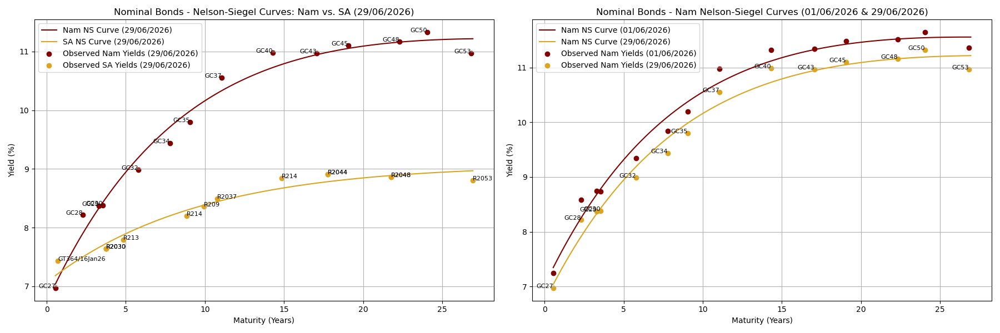 Nominal Bonds - Nelson-Siegel Curves: Nam vs. SA (29/06/2026)
Nam NS Curve (29/06/2026)
SA NS Curve (29/06/2026)
Observed Nam Yields (29/06/2026)
Observed SA Yields (29/06/2026)
GC50
GC48
GC45
GC40
GC43
GC53
GC37
GC35
GC34
GC32
GC28
GC27
R214
R2044
R2048
R2053
R2037
R209
R214
R213
R2030
GT364/16Jan26
11
10
9
8
7
0
5
10
15
20
25
Yield (%)
Maturity (Years)
Nominal Bonds - Nam Nelson-Siegel Curves (01/06/2026 & 29/06/2026)
Nam NS Curve (01/06/2026)
Nam NS Curve (29/06/2026)
Observed Nam Yields (01/06/2026)
Observed Nam Yields (29/06/2026)
GC50
GC48
GC45
GC40
GC43
GC53
GC37
GC35
GC34
GC32
GC28
GC27
11
10
9
8
7
0
5
10
15
20
25
Yield (%)
Maturity (Years)